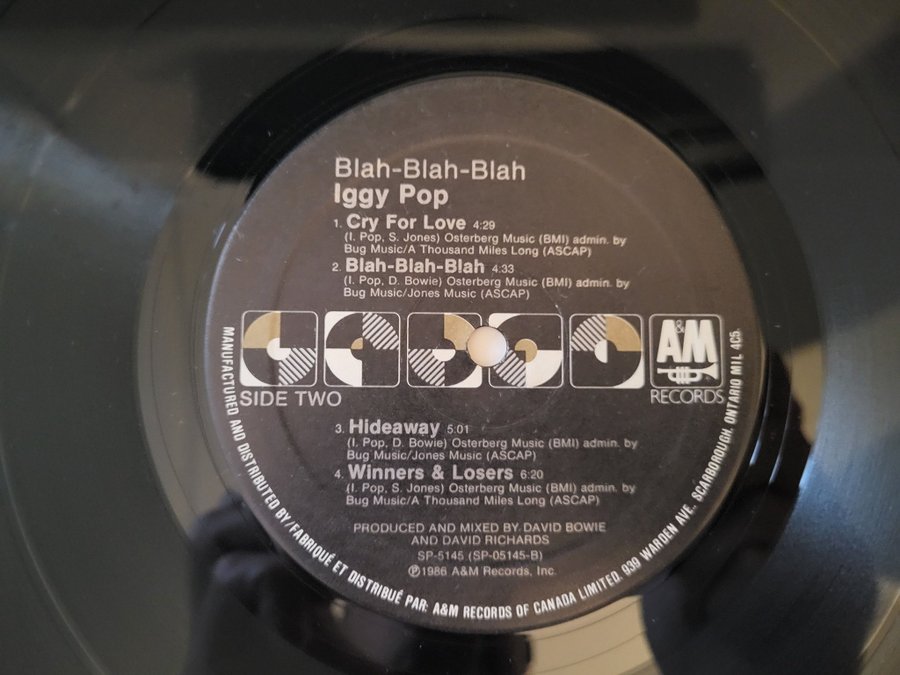 Blah-Blah-Blah
Iggy Pop
1. Cry For Love 4:29
(I. Pop, S. Jones) Osterberg Music (BMI) admin. by
Bug Music/A Thousand Miles Long (ASCAP)
2. Blah-Blah-Blah 4:33
(I. Pop, D. Bowie) Osterberg Music (BMI) admin. by
Bug Music/Jones Music (ASCAP)
A&M
RECORDS
SIDE TWO
3. Hideaway 5:01
(I. Pop, D. Bowie) Osterberg Music (BMI) admin. by
Bug Music/Jones Music (ASCAP)
4. Winners & Losers 6:20
(I. Pop, S. Jones) Osterberg Music (BMI) admin. by
Bug Music/A Thousand Miles Long (ASCAP)
PRODUCED AND MIXED BY DAVID BOWIE
AND DAVID RICHARDS
SP-5145 (SP-05145-B)
℗1986 A&M Records, Inc.
MANUFACTURED AND DISTRIBUTED BY/FABRIQUÉ ET DISTRIBUÉ PAR: A&M RECORDS OF CANADA LIMITED. 939 WARDEN AVE. SCARBOROUGH, ONTARIO M1L 4C5.